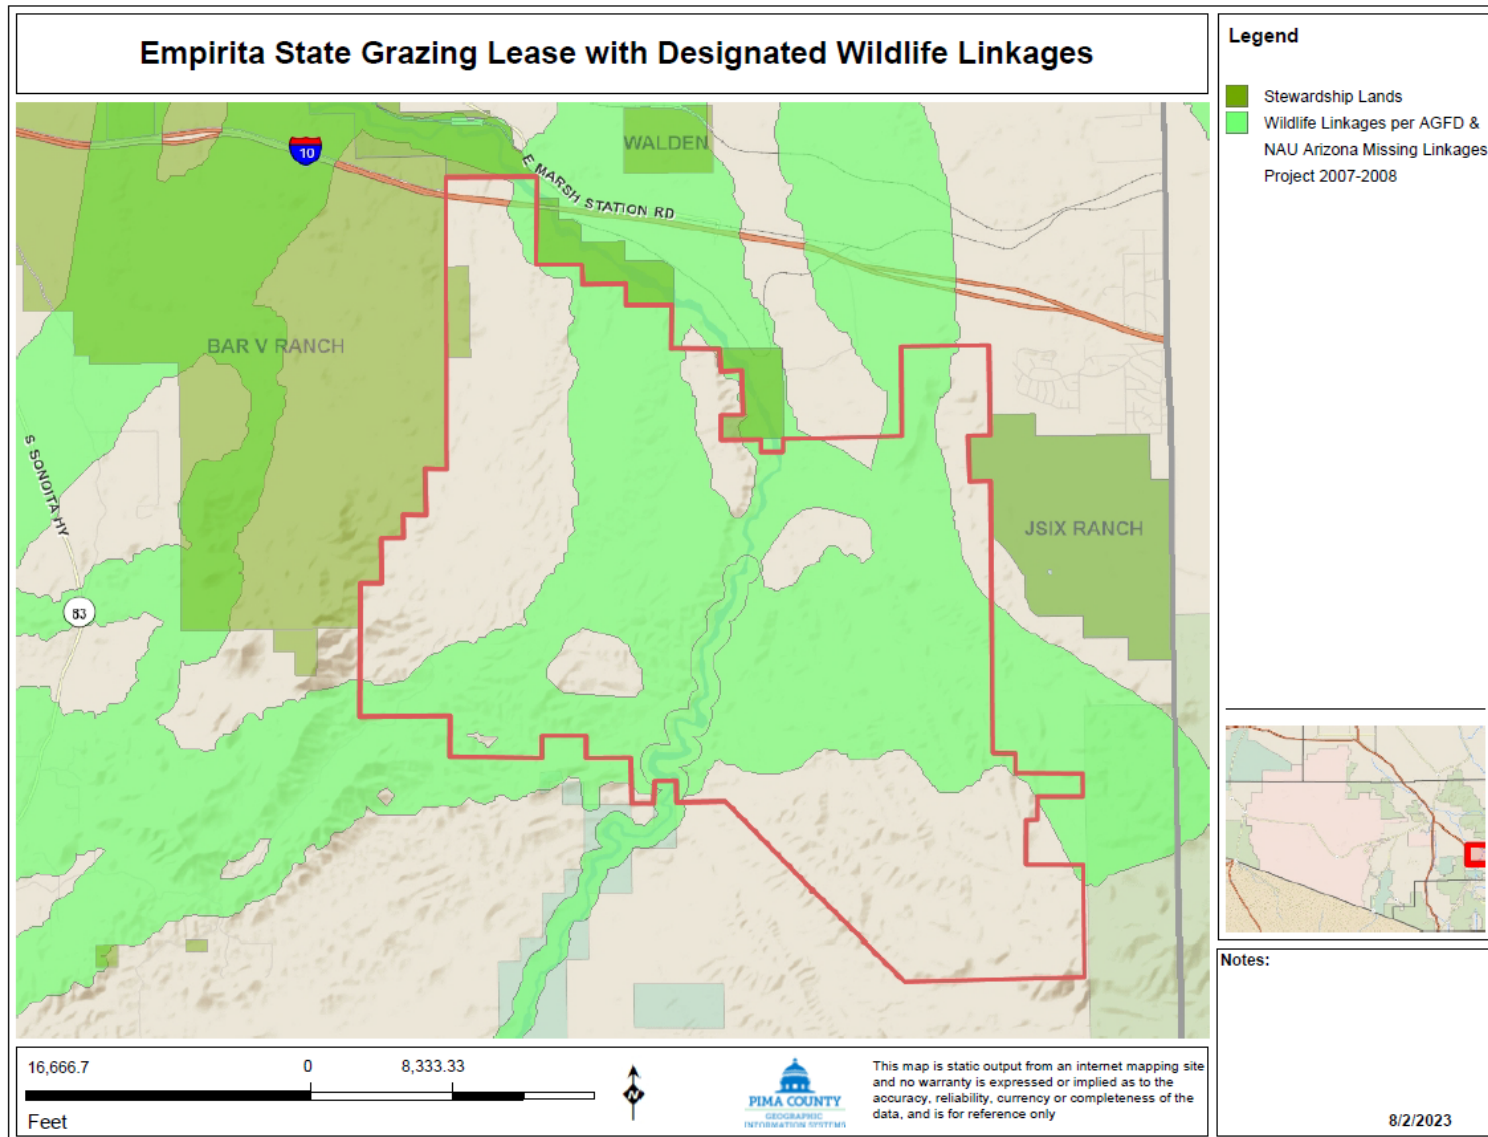 Empirita State Grazing Lease with Designated Wildlife Linkages
Legend
Stewardship Lands
Wildlife Linkages per AGFD &
NAU Arizona Missing Linkages
Project 2007-2008
10
WALDEN
E MARSH STATION RD
BAR V RANCH
S SONOITA HY
JSIX RANCH
83
Notes:
16,666.7
0
8,333.33
Feet
N
PIMA COUNTY
GEOGRAPHIC
INFORMATION SYSTEMS
This map is static output from an internet mapping site
and no warranty is expressed or implied as to the
accuracy, reliability, currency or completeness of the
data, and is for reference only
8/2/2023